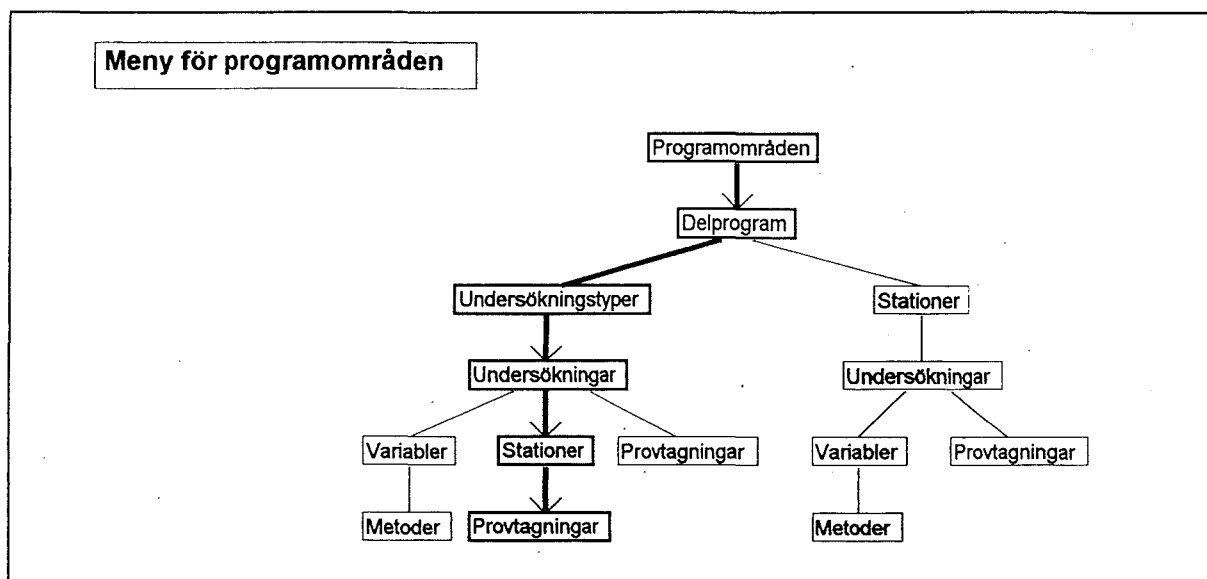 Meny för programområden
Programområden
Delprogram
Undersökningstyper
Stationer
Undersökningar
Undersökningar
Variabler
Stationer
Provtagningar
Variabler
Provtagningar
Metoder
Provtagningar
Metoder